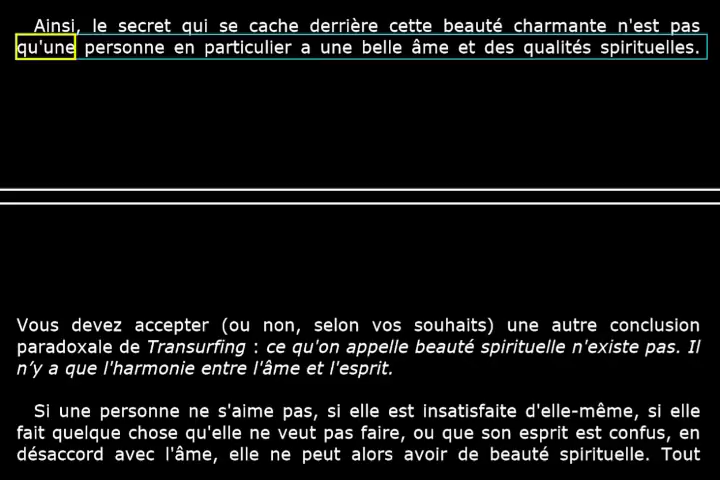 Ainsi, le secret qui se cache derrière cette beauté charmante n'est pas
qu'une personne en particulier a une belle âme et des qualités spirituelles.
Vous devez accepter (ou non, selon vos souhaits) une autre conclusion
paradoxale de Transurfing : ce qu'on appelle beauté spirituelle n'existe pas. Il
n'y a que l'harmonie entre l'âme et l'esprit.
Si une personne ne s'aime pas, si elle est insatisfaite d'elle-même, si elle
fait quelque chose qu'elle ne veut pas faire, ou que son esprit est confus, en
désaccord avec l'âme, elle ne peut alors avoir de beauté spirituelle. Tout